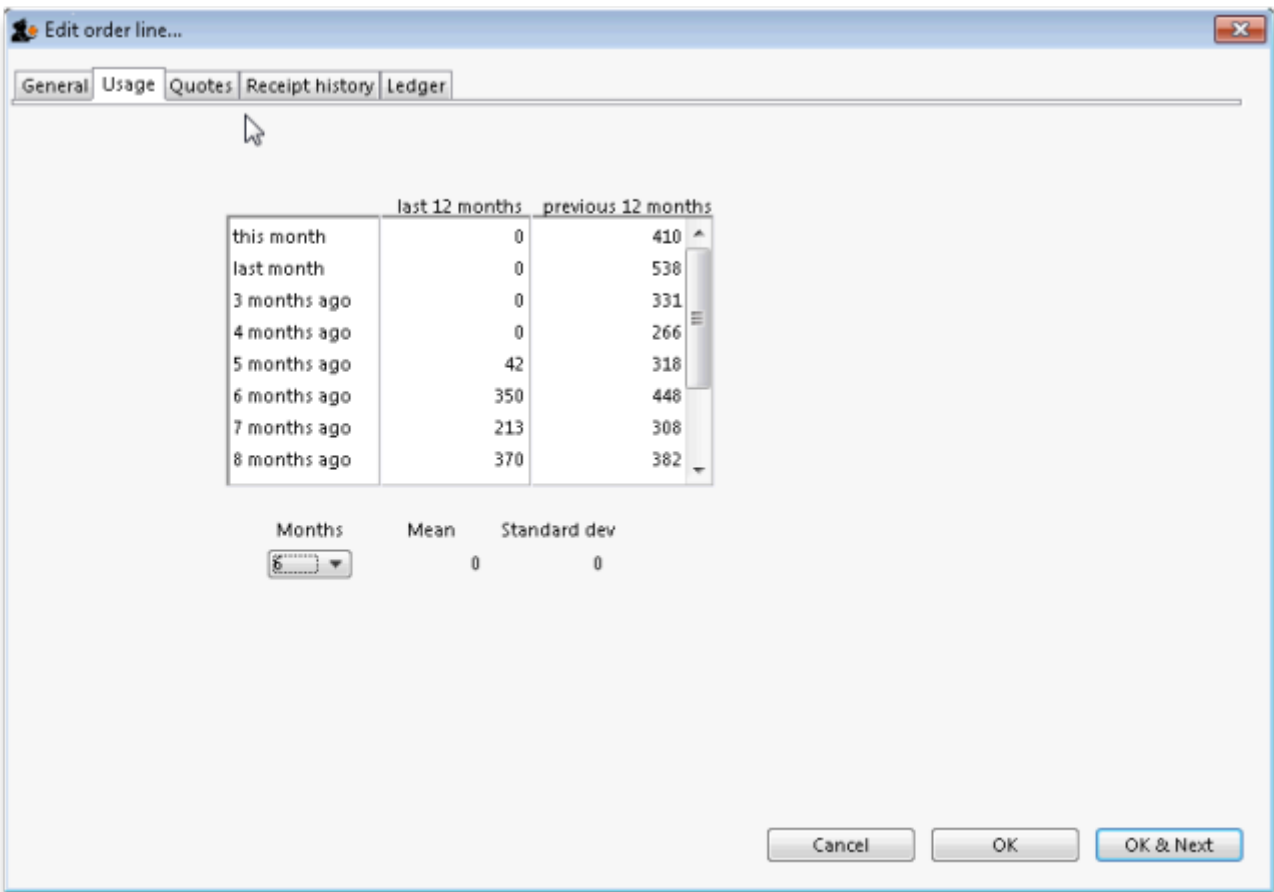 Edit order line...
General Usage Quotes Receipt history Ledger
last 12 months previous 12 months
this month 0 410
last month 0 538
3 months ago 0 331
4 months ago 0 266
5 months ago 42 318
6 months ago 350 448
7 months ago 213 308
8 months ago 370 382
Months Mean Standard dev
6 0 0
Cancel OK OK & Next